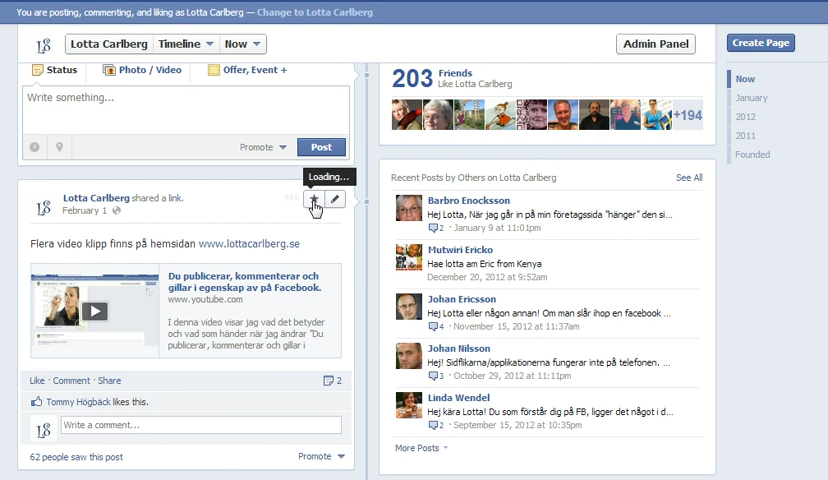 You are posting, commenting, and liking as Lotta Carlberg — Change to Lotta Carlberg
Lotta Carlberg Timeline Now
Admin Panel
Create Page
Now
January
2012
2011
Founded
Status Photo / Video Offer, Event +
Write something...
Promote Post
Loading...
Lotta Carlberg shared a link.
February 1
Flera video klipp finns på hemsidan www.lottacarlberg.se
Du publicerar, kommenterar och
gillar i egenskap av på Facebook.
www.youtube.com
I denna video visar jag vad det betyder
och vad som händer när jag ändrar "Du
publicerar, kommenterar och gillar i
Like · Comment · Share 2
Tommy Högbäck likes this.
Write a comment...
62 people saw this post Promote
203 Friends
Like Lotta Carlberg
+194
Recent Posts by Others on Lotta Carlberg See All
Barbro Enocksson
Hej Lotta, När jag går in på min företagssida "hänger" den si...
2 · January 9 at 11:01pm
Mutwiri Ericko
Hae lotta am Eric from Kenya
December 20, 2012 at 9:52am
Johan Ericsson
Hej Lotta eller någon annan! Om man slår ihop en facebook ...
4 · November 15, 2012 at 11:37am
Johan Nilsson
Hej! Sidflikarna/applikationerna fungerar inte på telefonen. ...
3 · October 29, 2012 at 11:11pm
Linda Wendel
Hej kära Lotta! Du som förstår dig på FB, ligger det något i d...
2 · September 15, 2012 at 10:35pm
More Posts